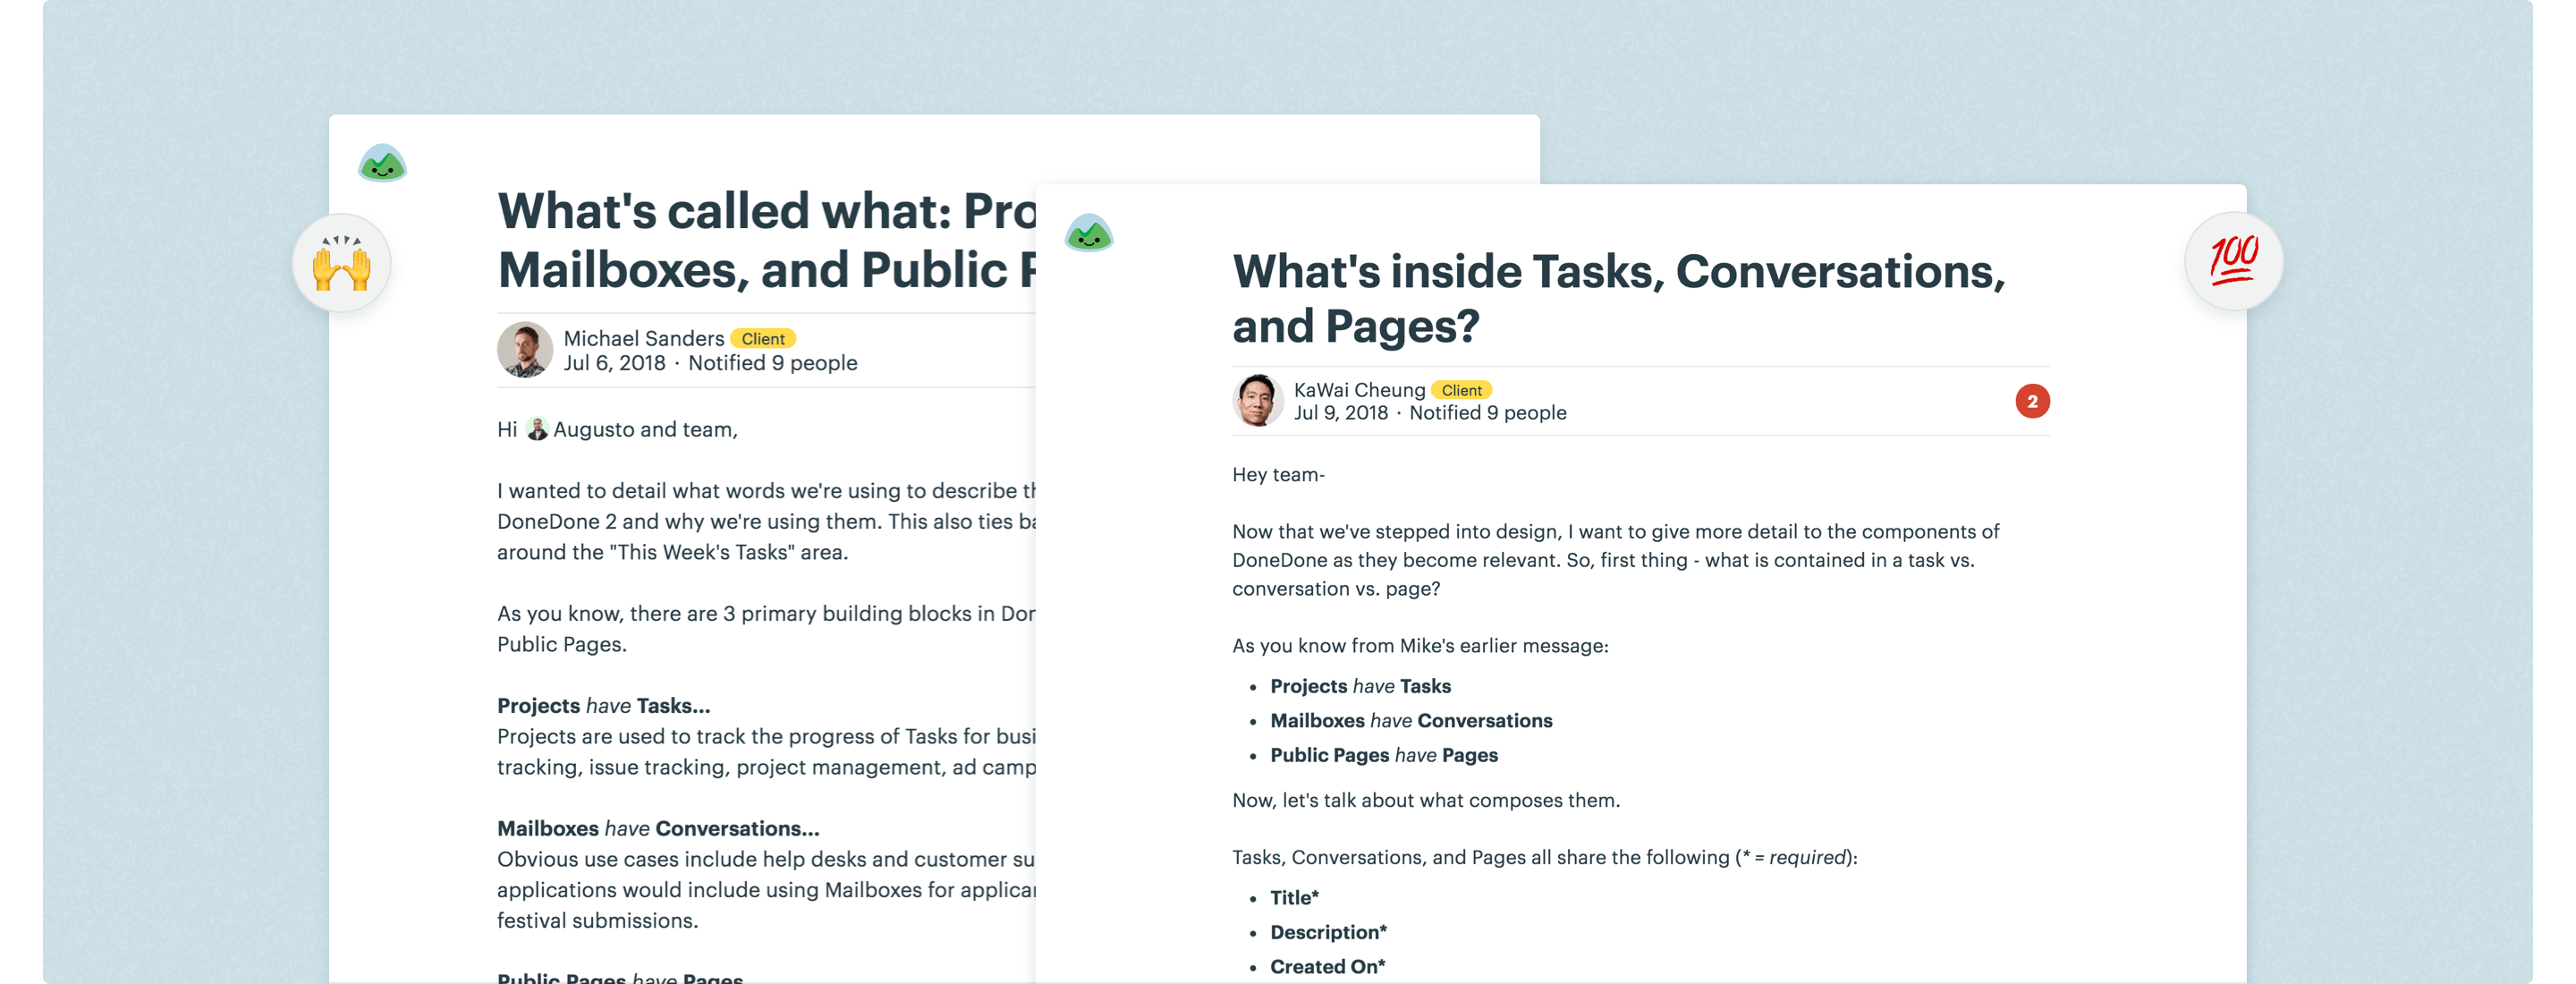 What's called what:
Mailboxes, and Public
Michael Sanders Client
Jul 6, 2018 · Notified 9 people
Hi Augusto and team,
I wanted to detail what words we're using to describe
DoneDone 2 and why we're using them. This also ties
around the "This Week's Tasks" area.
As you know, there are 3 primary building blocks in
Public Pages.
Projects have Tasks...
Projects are used to track the progress of Tasks for
tracking, issue tracking, project management, ad
Mailboxes have Conversations...
Obvious use cases include help desks and customer
applications would include using Mailboxes for
festival submissions.
Public Pages have Pages
What's inside Tasks, Conversations,
and Pages?
KaWai Cheung Client
Jul 9, 2018 · Notified 9 people
2
Hey team-
Now that we've stepped into design, I want to give more detail to the components of
DoneDone as they become relevant. So, first thing - what is contained in a task vs.
conversation vs. page?
As you know from Mike's earlier message:
• Projects have Tasks
• Mailboxes have Conversations
• Public Pages have Pages
Now, let's talk about what composes them.
Tasks, Conversations, and Pages all share the following (* = required):
• Title*
• Description*
• Created On*
100